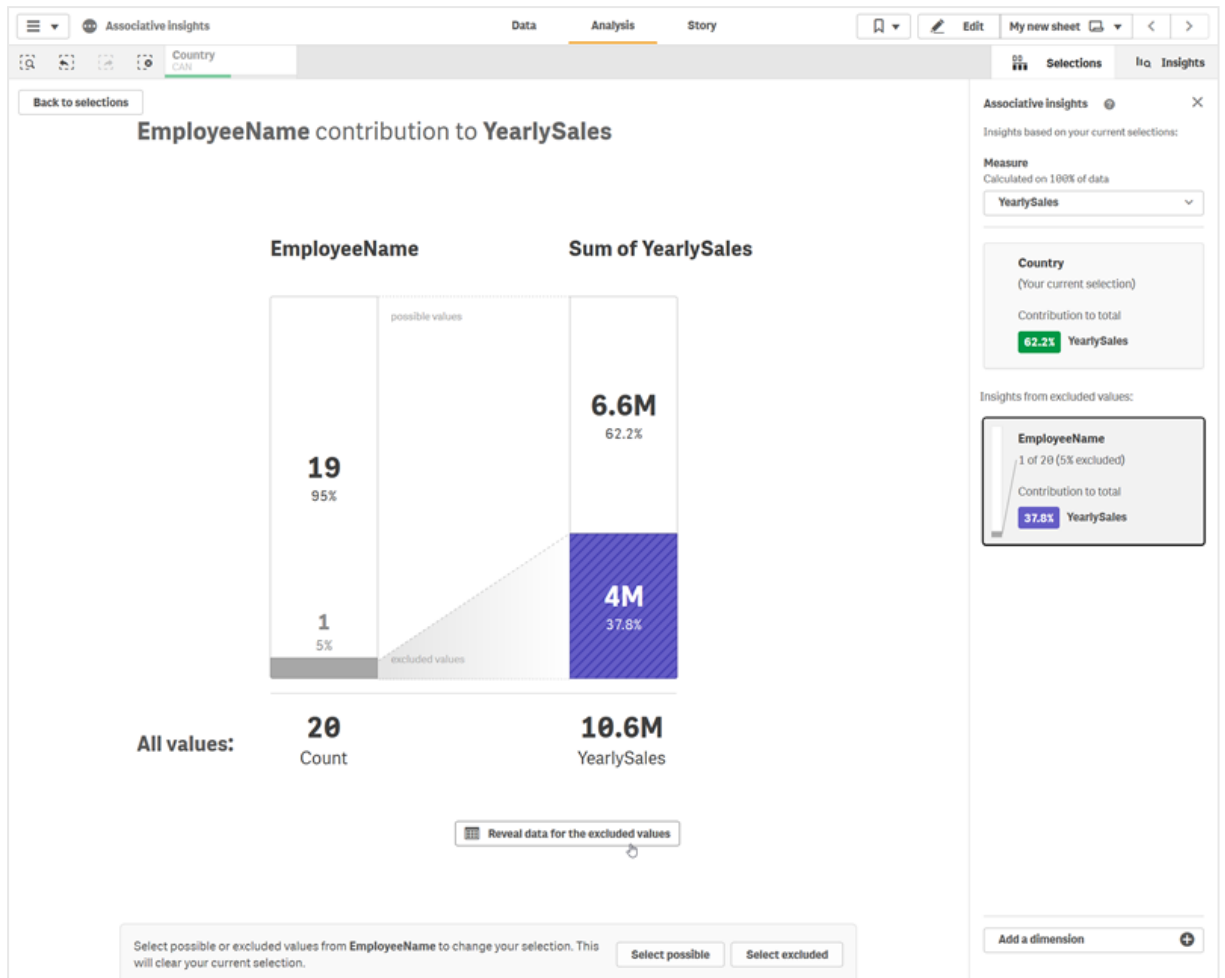 Associative insights
Data
Analysis
Story
Edit
My new sheet
Country
CAN
Selections
Insights
Back to selections
EmployeeName contribution to YearlySales
EmployeeName
Sum of YearlySales
possible values
6.6M
62.2%
19
95%
4M
37.8%
1
5%
excluded values
All values:
20
Count
10.6M
YearlySales
Reveal data for the excluded values
Select possible or excluded values from EmployeeName to change your selection. This
will clear your current selection.
Select possible
Select excluded
Associative insights
Insights based on your current selections:
Measure
Calculated on 100% of data
YearlySales
Country
(Your current selection)
Contribution to total
62.2% YearlySales
Insights from excluded values:
EmployeeName
1 of 20 (5% excluded)
Contribution to total
37.8% YearlySales
Add a dimension